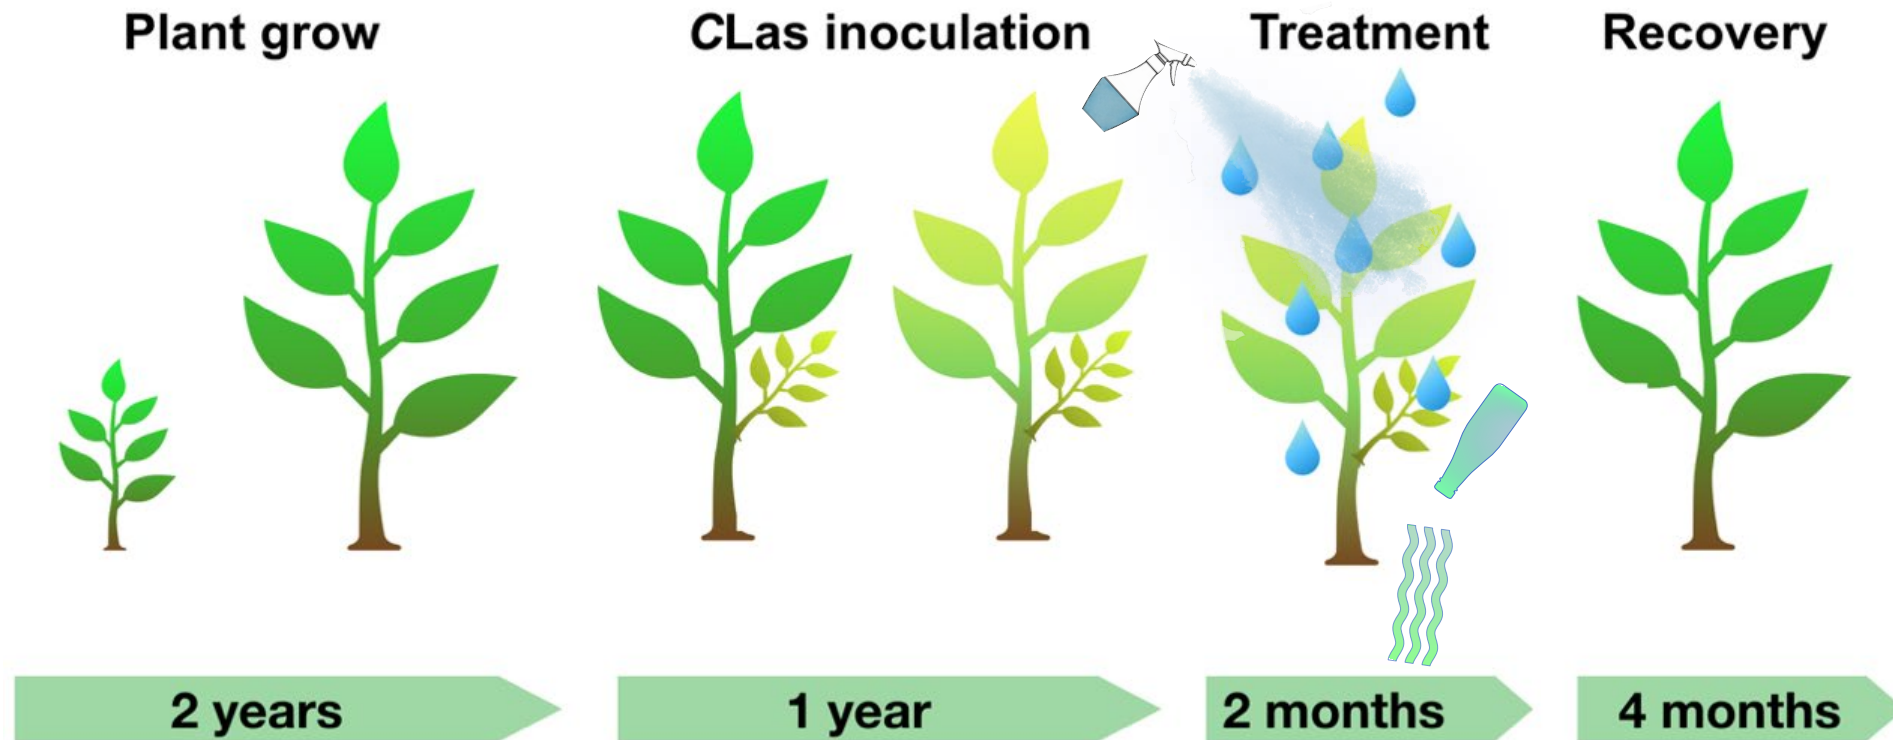 Plant grow
CLas inoculation
Treatment
Recovery
2 years
1 year
2 months
4 months